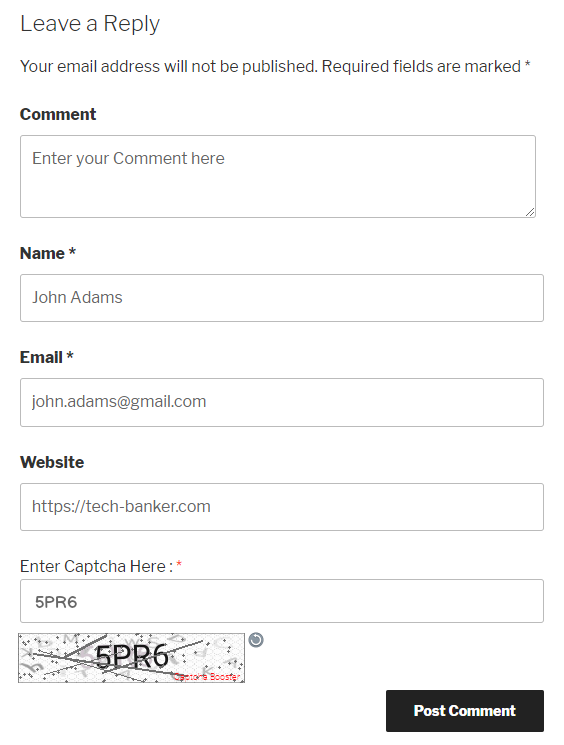 Leave a Reply
Your email address will not be published. Required fields are marked *
Comment
Enter your Comment here
Name *
John Adams
Email *
john.adams@gmail.com
Website
https://tech-banker.com
Enter Captcha Here : *
5PR6
5PR6
Captcha Booster
Post Comment